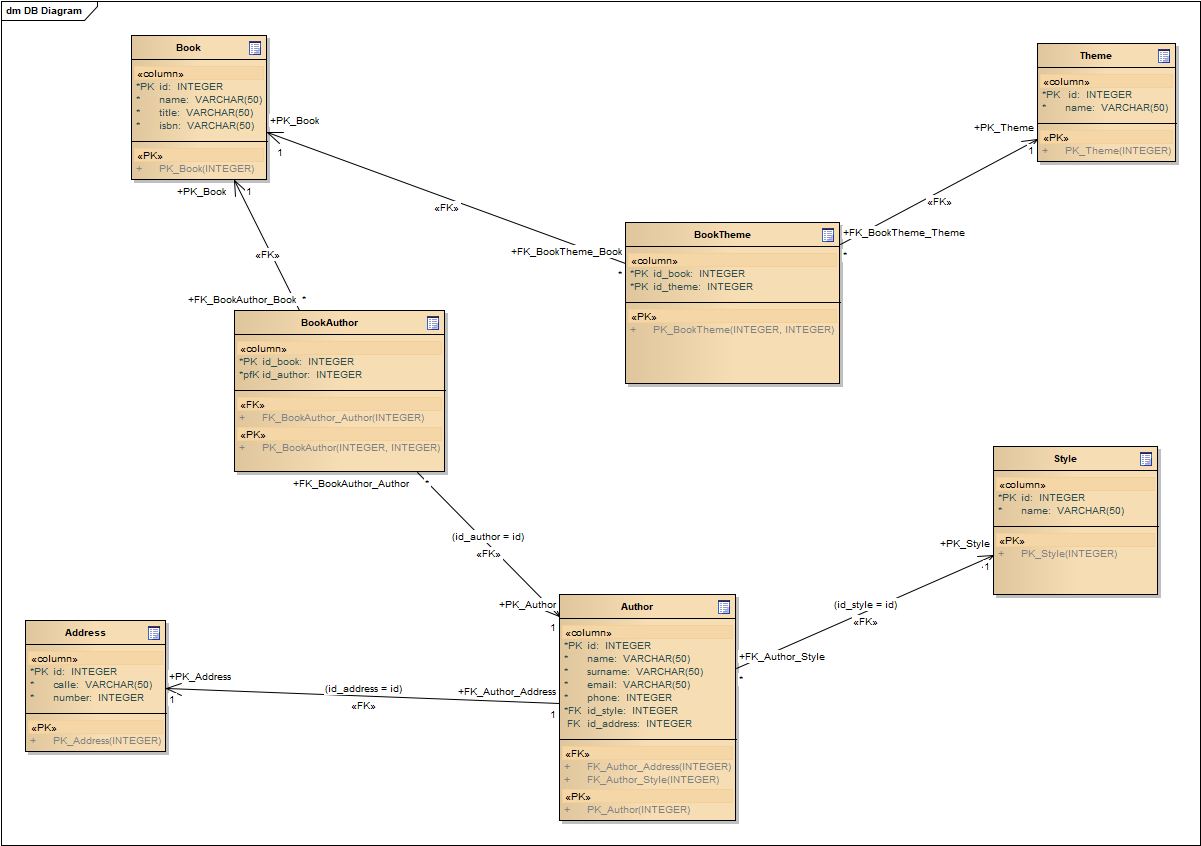 dm DB Diagram
Book
«column»
*PK id: INTEGER
* name: VARCHAR(50)
* title: VARCHAR(50)
* isbn: VARCHAR(50)
«PK»
+ PK_Book(INTEGER)
Theme
«column»
*PK id: INTEGER
* name: VARCHAR(50)
«PK»
+ PK_Theme(INTEGER)
+PK_Book
1
+PK_Theme
1
+PK_Book
1
«FK»
«FK»
BookTheme
«column»
*PK id_book: INTEGER
*PK id_theme: INTEGER
«PK»
+ PK_BookTheme(INTEGER, INTEGER)
+FK_BookTheme_Theme
*
+FK_BookTheme_Book
*
«FK»
+FK_BookAuthor_Book *
BookAuthor
«column»
*PK id_book: INTEGER
*pfK id_author: INTEGER
«FK»
+ FK_BookAuthor_Author(INTEGER)
«PK»
+ PK_BookAuthor(INTEGER, INTEGER)
+FK_BookAuthor_Author *
(id_author = id)
«FK»
+PK_Author
1
Style
«column»
*PK id: INTEGER
* name: VARCHAR(50)
«PK»
+ PK_Style(INTEGER)
+PK_Style
1
(id_style = id)
«FK»
+FK_Author_Style
*
Author
«column»
*PK id: INTEGER
* name: VARCHAR(50)
* surname: VARCHAR(50)
* email: VARCHAR(50)
* phone: INTEGER
*FK id_style: INTEGER
FK id_address: INTEGER
«FK»
+ FK_Author_Address(INTEGER)
+ FK_Author_Style(INTEGER)
«PK»
+ PK_Author(INTEGER)
Address
«column»
*PK id: INTEGER
* calle: VARCHAR(50)
* number: INTEGER
«PK»
+ PK_Address(INTEGER)
+PK_Address
1
(id_address = id)
«FK»
+FK_Author_Address
1